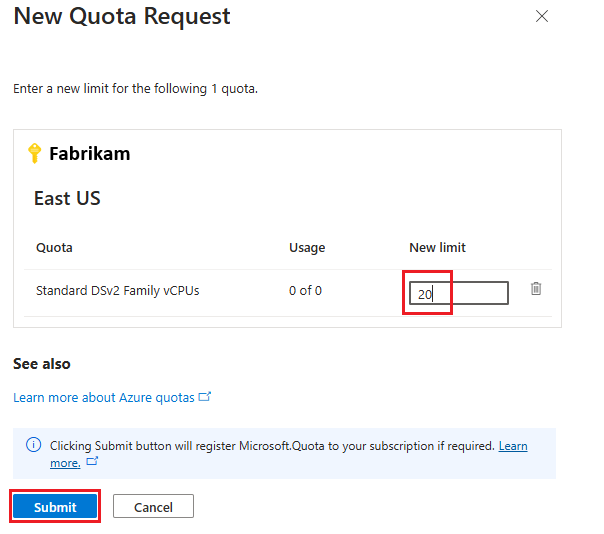 New Quota Request
Enter a new limit for the following 1 quota.
Fabrikam
East US
Quota Usage New limit
Standard DSv2 Family vCPUs 0 of 0 20
See also
Learn more about Azure quotas
Clicking Submit button will register Microsoft.Quota to your subscription if required. Learn
more.
Submit Cancel